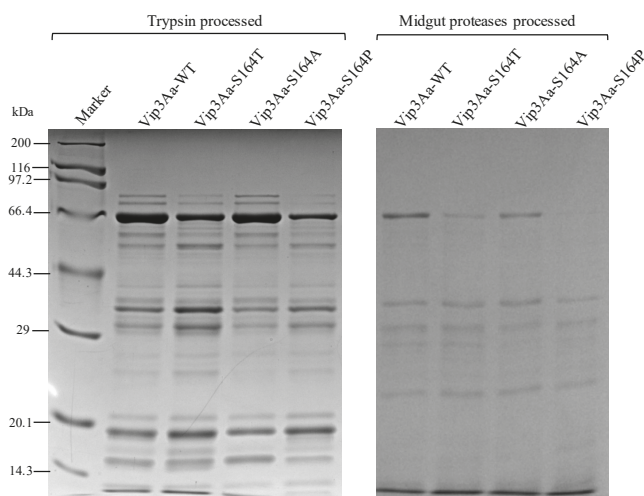 Trypsin processed
Midgut proteases processed
kDa
Marker
Vip3Aa-WT
Vip3Aa-S164T
Vip3Aa-S164A
Vip3Aa-S164P
Vip3Aa-WT
Vip3Aa-S164T
Vip3Aa-S164A
Vip3Aa-S164P
200
116
97.2
66.4
44.3
29
20.1
14.3